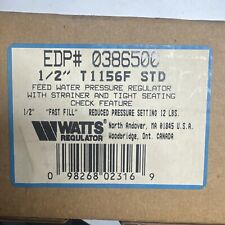 EDP# 0386500
1/2" T1156F STD
FEED WATER PRESSURE REGULATOR
WITH STRAINER AND TIGHT SEATING
CHECK FEATURE
1/2" "FAST FILL" REDUCED PRESSURE SETTING 12 LBS.
WATTS REGULATOR
North Andover, MA 01845 U.S.A.
Woodbridge, Ont. CANADA
0 98268 02316 9